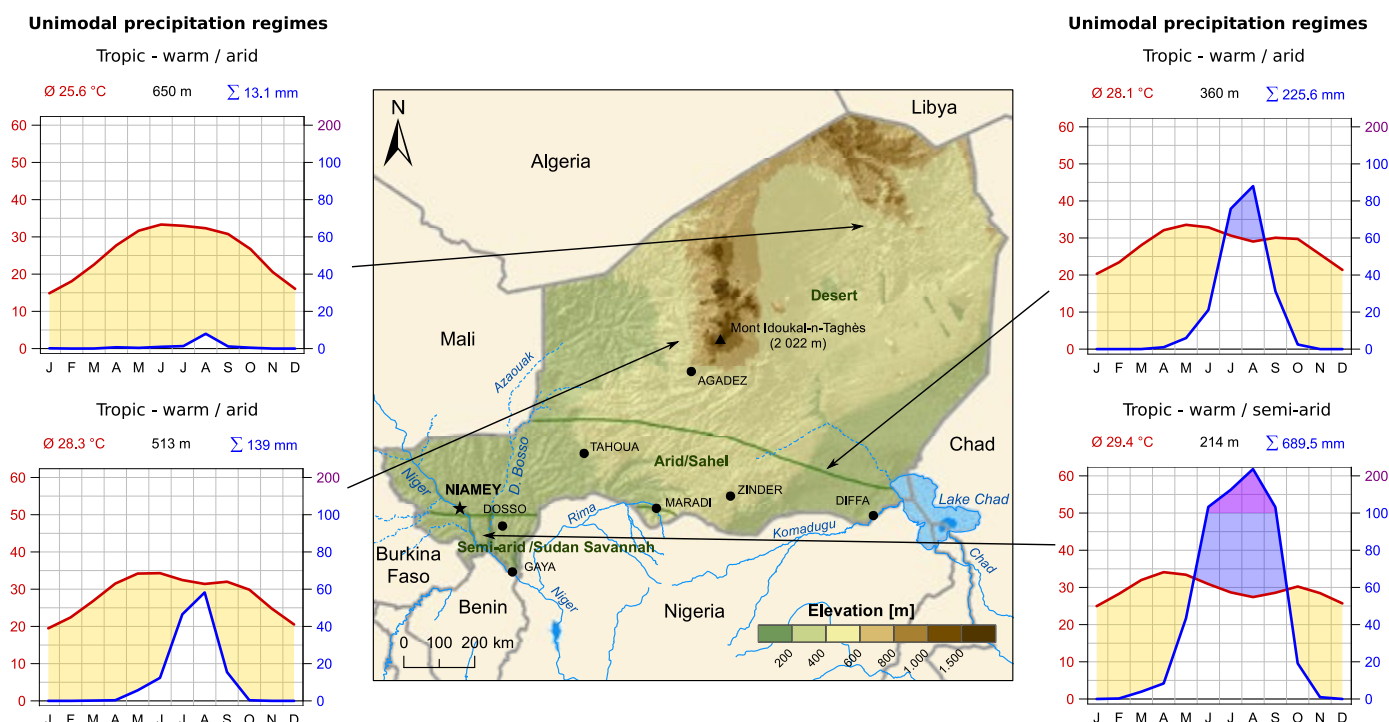 Unimodal precipitation regimes
Tropic - warm / arid
Ø 25.6 °C 650 m ∑ 13.1 mm
60 200
50 100
40 80
30 60
20 40
10 20
0 0
J F M A M J J A S O N D
Tropic - warm / arid
Ø 28.3 °C 513 m ∑ 139 mm
60 200
50 100
40 80
30 60
20 40
10 20
0 0
J F M A M J J A S O N D
N
Libya
Algeria
Desert
Mali
Mont Idoukal-n-Taghès
(2 022 m)
Azaouak
AGADEZ
Chad
TAHOUA
D. Bosso
Arid/Sahel
Niger
NIAMEY
ZINDER
Lake Chad
DOSSO
Rima
MARADI
DIFFA
Komadugu
Semi-arid /Sudan Savannah
Burkina
Faso
GAYA
Chad
Benin
Niger
Nigeria
Elevation [m]
0 100 200 km
200 400 600 800 1.000 1.500
Unimodal precipitation regimes
Tropic - warm / arid
Ø 28.1 °C 360 m ∑ 225.6 mm
60 200
50 100
40 80
30 60
20 40
10 20
0 0
J F M A M J J A S O N D
Tropic - warm / semi-arid
Ø 29.4 °C 214 m ∑ 689.5 mm
60 200
50 100
40 80
30 60
20 40
10 20
0 0
J F M A M J J A S O N D